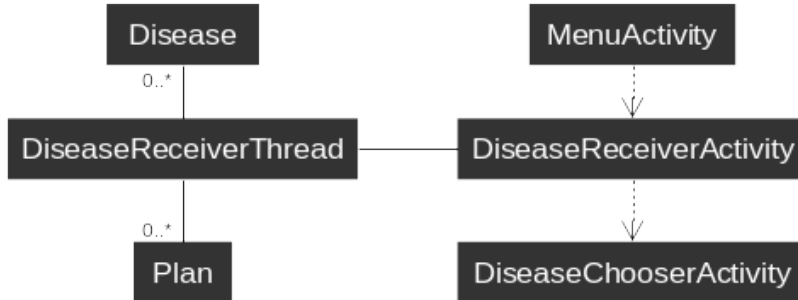 Disease
MenuActivity
0..*
DiseaseReceiverThread
DiseaseReceiverActivity
0..*
Plan
DiseaseChooserActivity